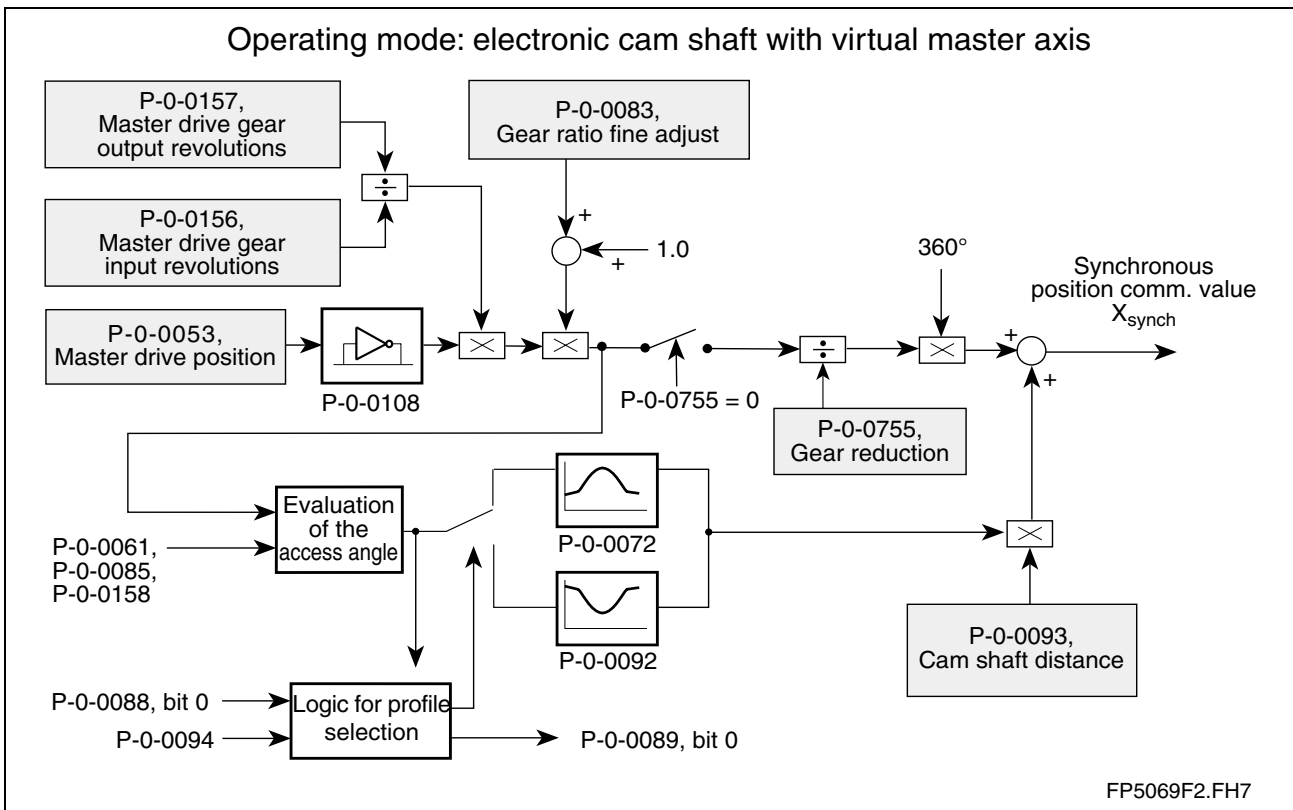 Operating mode: electronic cam shaft with virtual master axis
P-0-0157,
Master drive gear
output revolutions
P-0-0083,
Gear ratio fine adjust
÷
P-0-0156,
Master drive gear
input revolutions
+
+
1.0
360°
Synchronous
position comm. value
Xsynch
P-0-0053,
Master drive position
P-0-0108
×
×
÷
×
+
+
P-0-0755 = 0
P-0-0755,
Gear reduction
Evaluation
of the
access angle
P-0-0061,
P-0-0085,
P-0-0158
P-0-0072
×
P-0-0092
P-0-0093,
Cam shaft distance
P-0-0088, bit 0
P-0-0094
Logic for profile
selection
P-0-0089, bit 0
FP5069F2.FH7